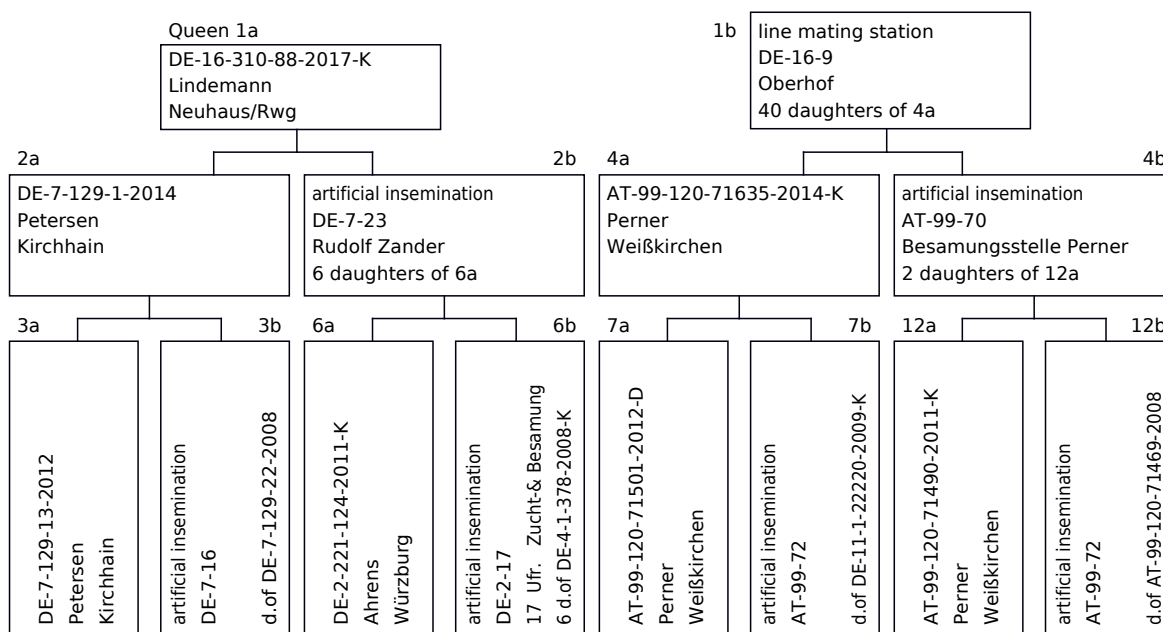 Queen 1a
DE-16-310-88-2017-K
Lindemann
Neuhaus/Rwg
1b
line mating station
DE-16-9
Oberhof
40 daughters of 4a
2a
DE-7-129-1-2014
Petersen
Kirchhain
2b
artificial insemination
DE-7-23
Rudolf Zander
6 daughters of 6a
4a
AT-99-120-71635-2014-K
Perner
Weißkirchen
4b
artificial insemination
AT-99-70
Besamungsstelle Perner
2 daughters of 12a
3a
DE-7-129-13-2012
Petersen
Kirchhain
3b
artificial insemination
DE-7-16
d.of DE-7-129-22-2008
6a
DE-2-221-124-2011-K
Ahrens
Würzburg
6b
artificial insemination
DE-2-17
17 Ufr. Zucht-& Besamung
6 d.of DE-4-1-378-2008-K
7a
AT-99-120-71501-2012-D
Perner
Weißkirchen
7b
artificial insemination
AT-99-72
d.of DE-11-1-22220-2009-K
12a
AT-99-120-71490-2011-K
Perner
Weißkirchen
12b
artificial insemination
AT-99-72
d.of AT-99-120-71469-2008